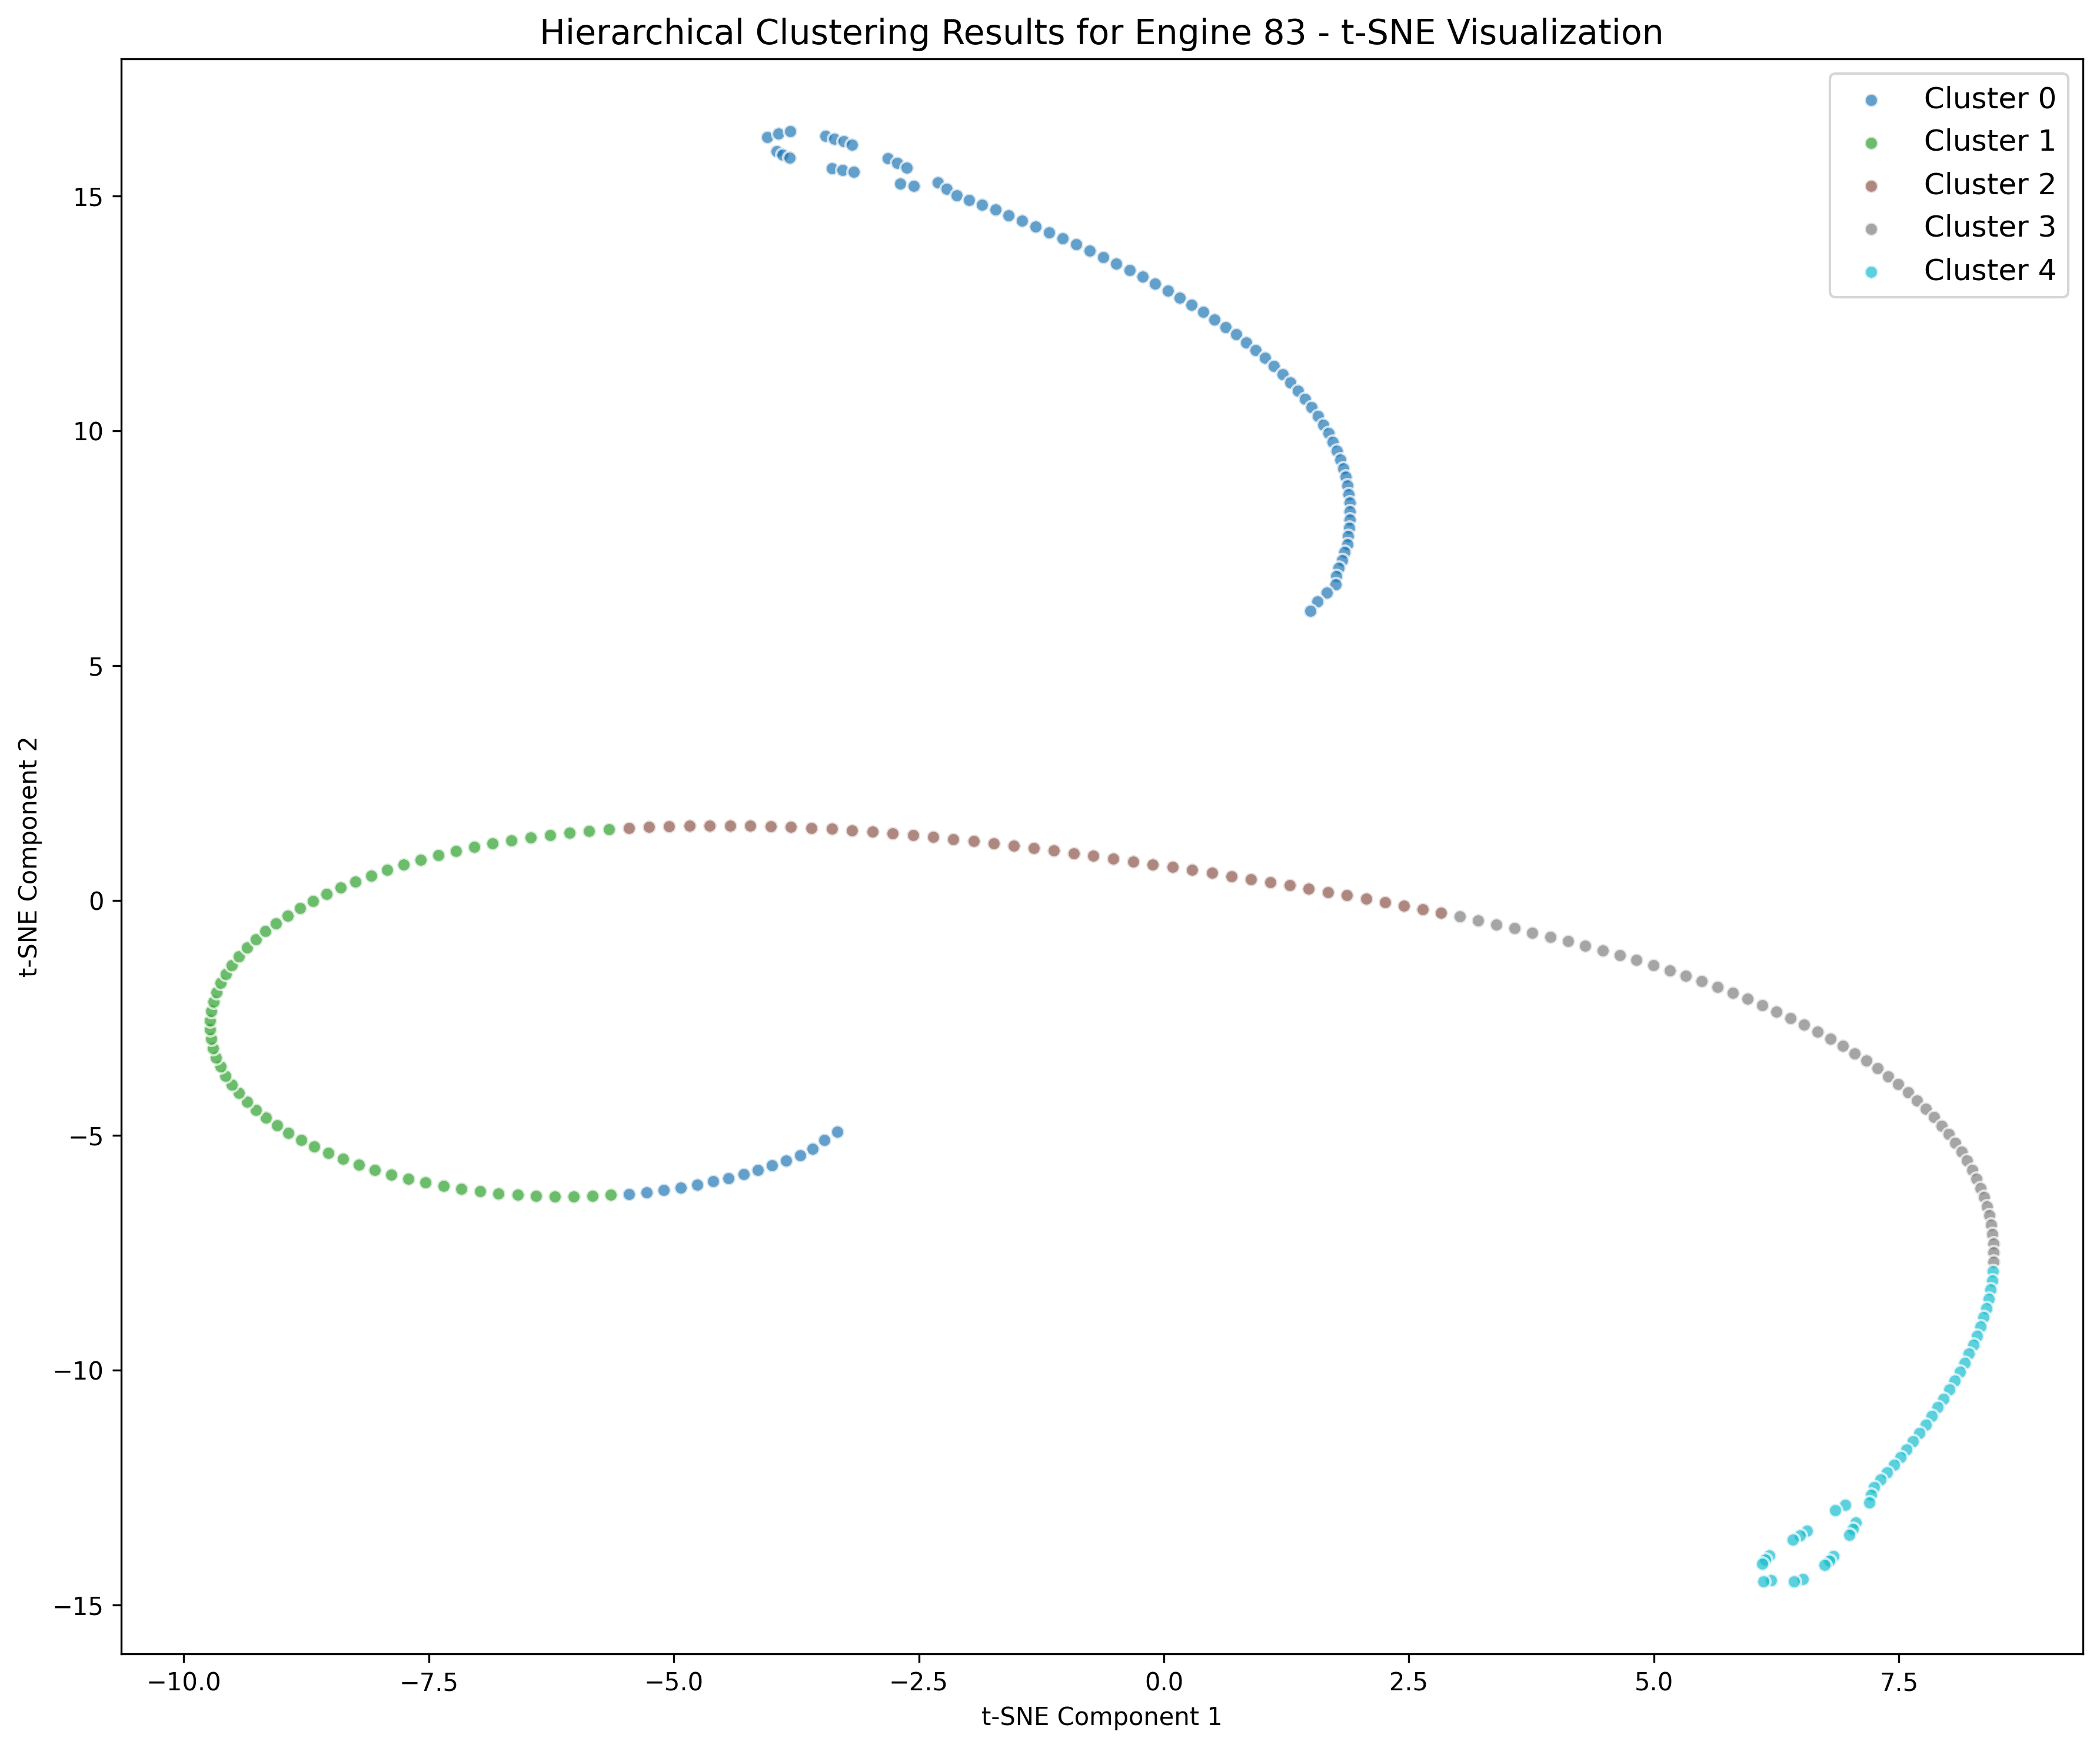 Hierarchical Clustering Results for Engine 83 - t-SNE Visualization
Cluster 0
Cluster 1
Cluster 2
Cluster 3
Cluster 4
15
10
5
0
−5
−10
−15
t-SNE Component 2
−10.0 −7.5 −5.0 −2.5 0.0 2.5 5.0 7.5
t-SNE Component 1